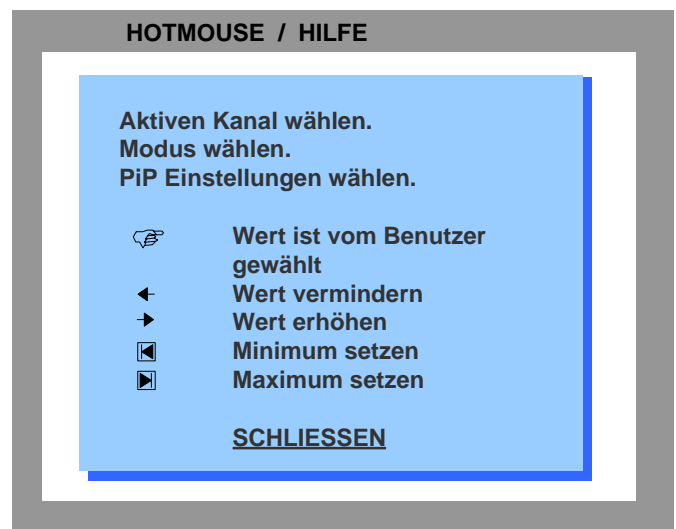 HOTMOUSE / HILFE
Aktiven Kanal wählen.
Modus wählen.
PiP Einstellungen wählen.
Wert ist vom Benutzer
gewählt
Wert vermindern
Wert erhöhen
Minimum setzen
Maximum setzen
SCHLIESSEN